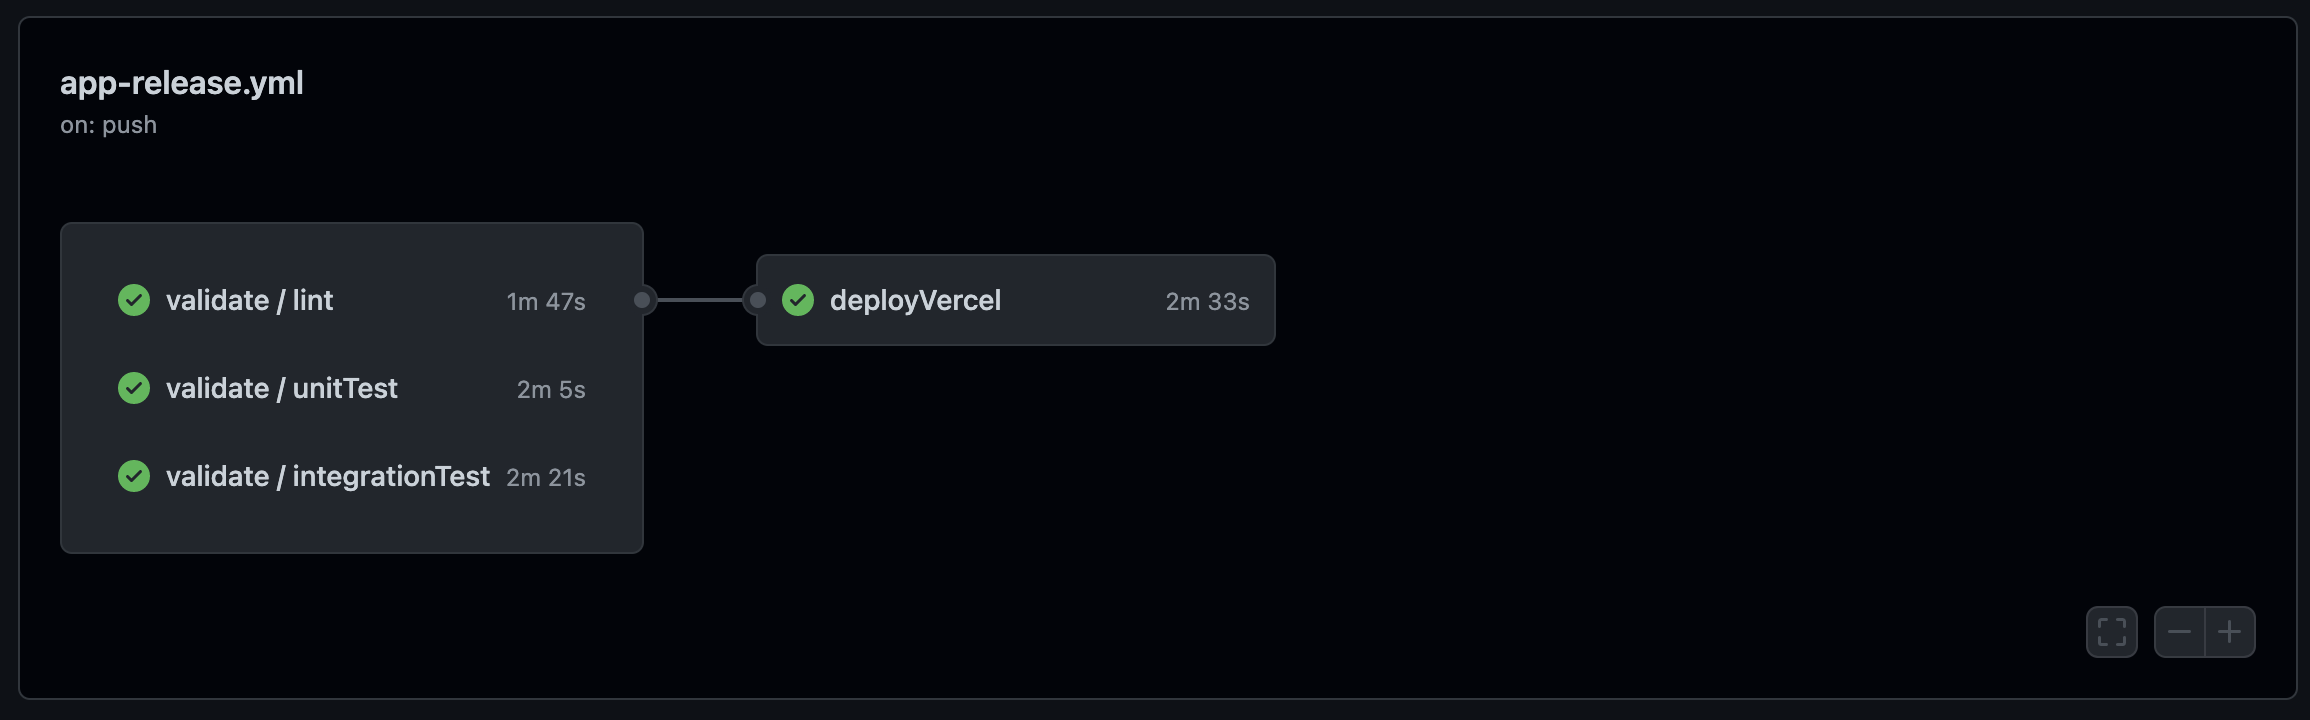 app-release.yml
on: push
validate / lint 1m 47s
validate / unitTest 2m 5s
validate / integrationTest 2m 21s
deployVercel 2m 33s